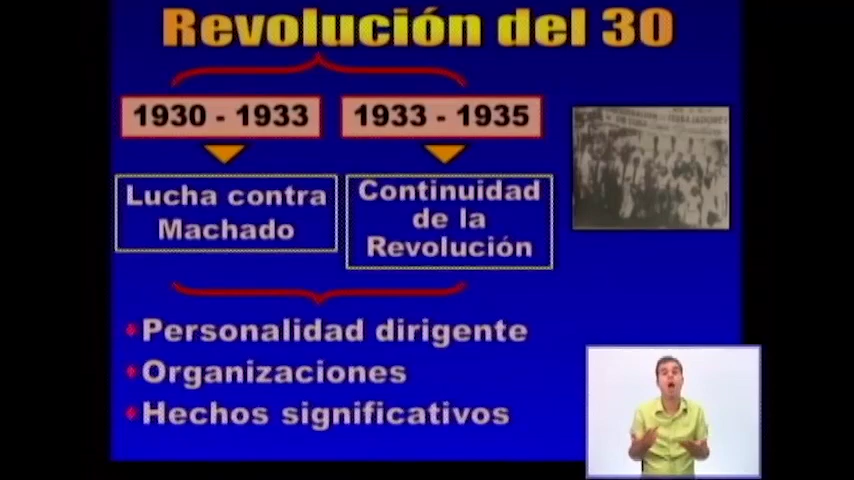 Revolución del 30
1930 - 1933
1933 - 1935
Lucha contra
Machado
Continuidad
de la
Revolución
Personalidad dirigente
Organizaciones
Hechos significativos